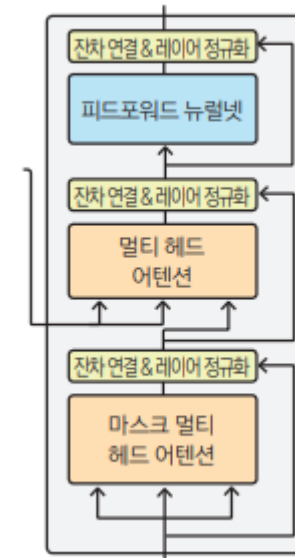 잔차 연결 & 레이어 정규화
피드포워드 뉴럴넷
잔차 연결 & 레이어 정규화
멀티 헤드
어텐션
잔차 연결 & 레이어 정규화
마스크 멀티
헤드 어텐션